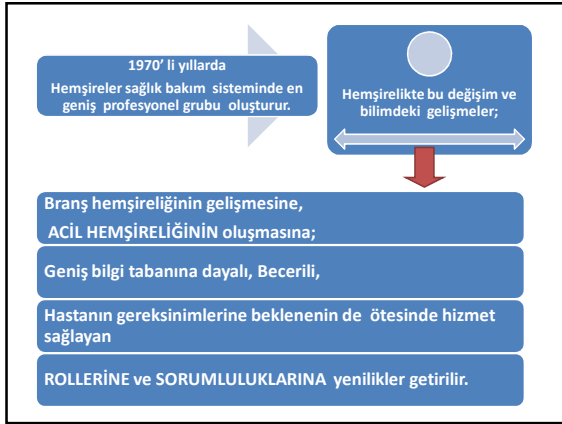 1970' li yıllarda
Hemşireler sağlık bakım sisteminde en
geniş profesyonel grubu oluşturur.
Hemşirelikte bu değişim ve
bilimdeki gelişmeler;
Branş hemşireliğinin gelişmesine,
ACİL HEMŞİRELİĞİNİN oluşmasına;
Geniş bilgi tabanına dayalı, Becerili,
Hastanın gereksinimlerine beklenenin de ötesinde hizmet
sağlayan
ROLLERİNE ve SORUMLULUKLARINA yenilikler getirilir.